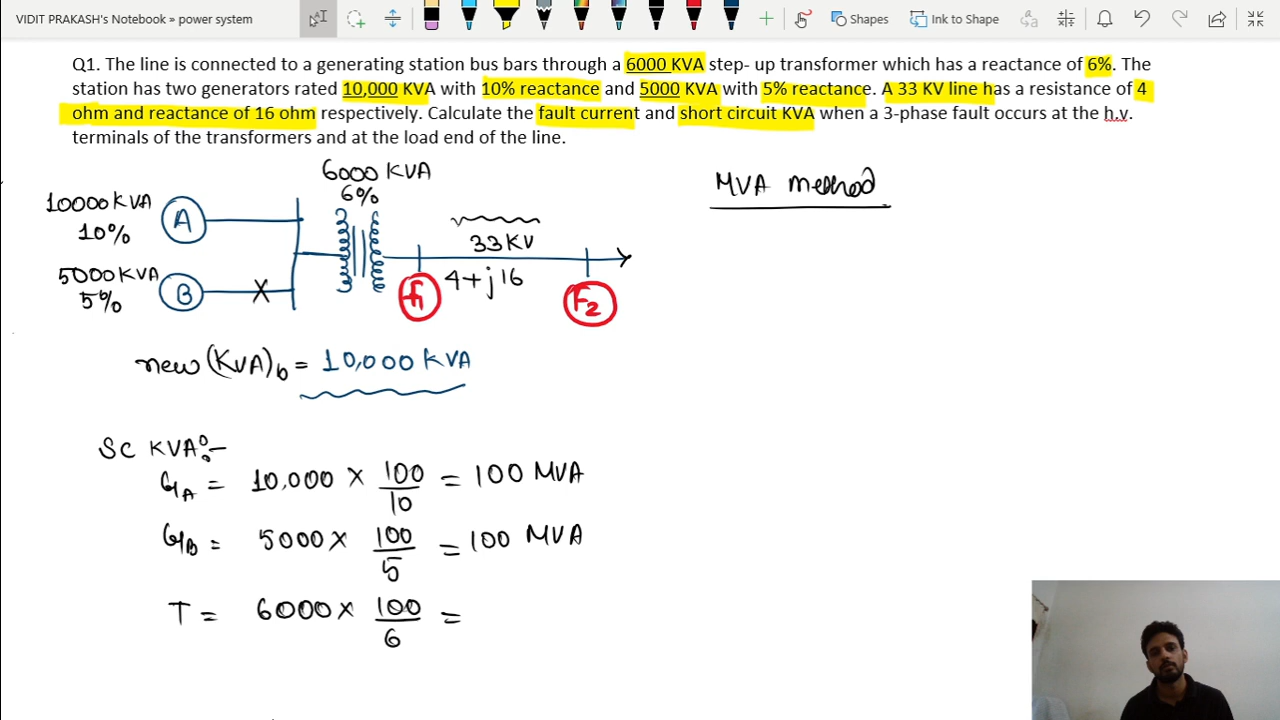 VIDIT PRAKASH's Notebook » power system
Shapes
Ink to Shape
Q1. The line is connected to a generating station bus bars through a 6000 KVA step- up transformer which has a reactance of 6%. The
station has two generators rated 10,000 KVA with 10% reactance and 5000 KVA with 5% reactance. A 33 KV line has a resistance of 4
ohm and reactance of 16 ohm respectively. Calculate the fault current and short circuit KVA when a 3-phase fault occurs at the h.v.
terminals of the transformers and at the load end of the line.
6000 KVA
6%
MVA method
10000 KVA
10%
A
33 KV
5000 KVA
5%
B
X
F1
4+j16
F2
new (KVA)b = 10,000 KVA
SC KVA:-
GA = 10,000 × 100/10 = 100 MVA
GB = 5000 × 100/5 = 100 MVA
T = 6000 × 100/6 =